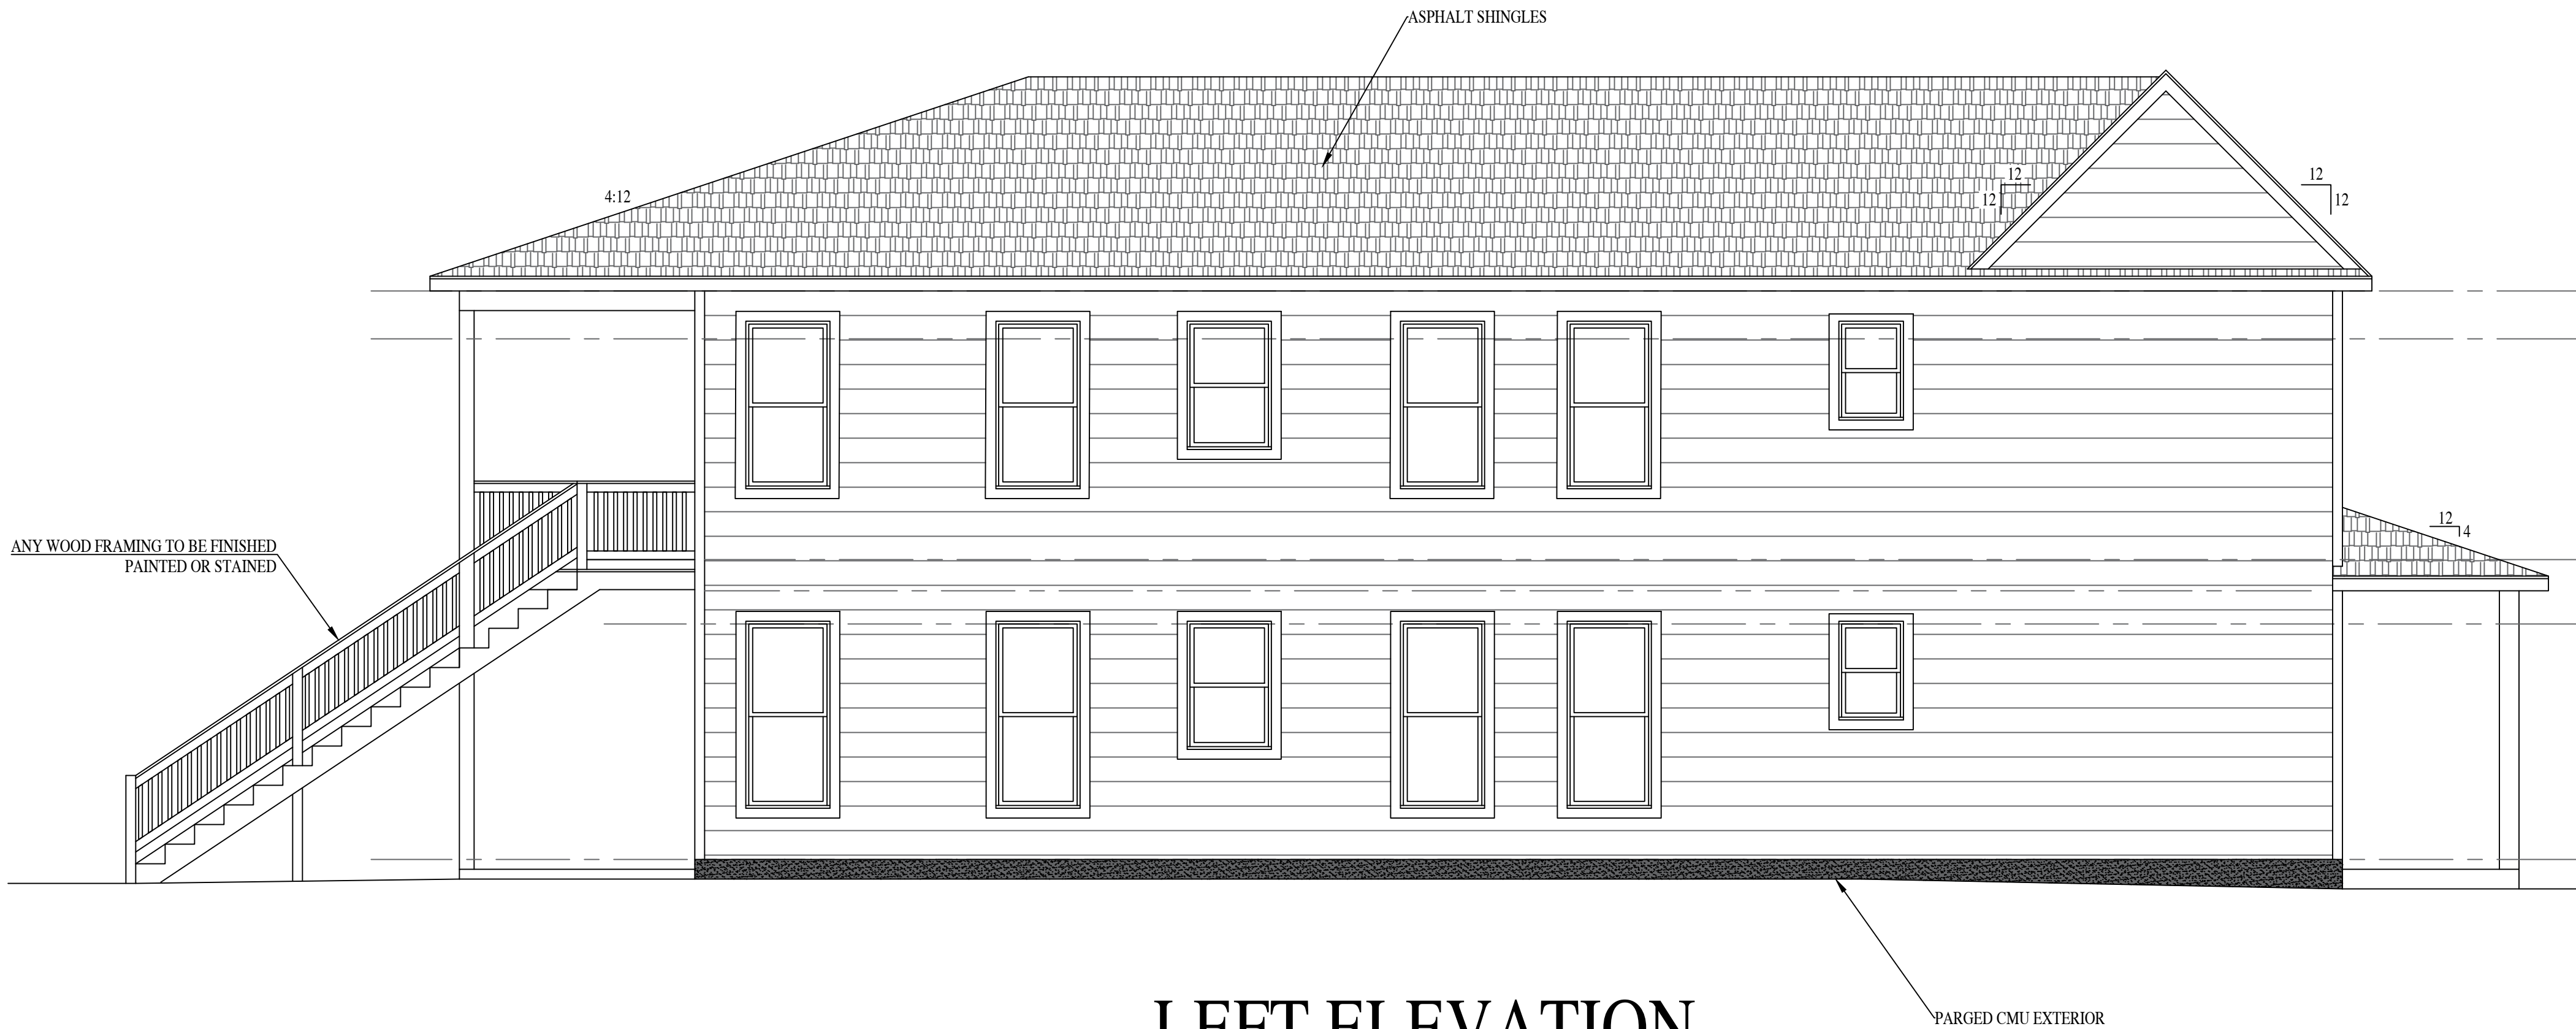 ASPHALT SHINGLES
12
12
12
12
4:12
12
4
ANY WOOD FRAMING TO BE FINISHED
PAINTED OR STAINED
LEFT ELEVATION
PARGED CMU EXTERIOR